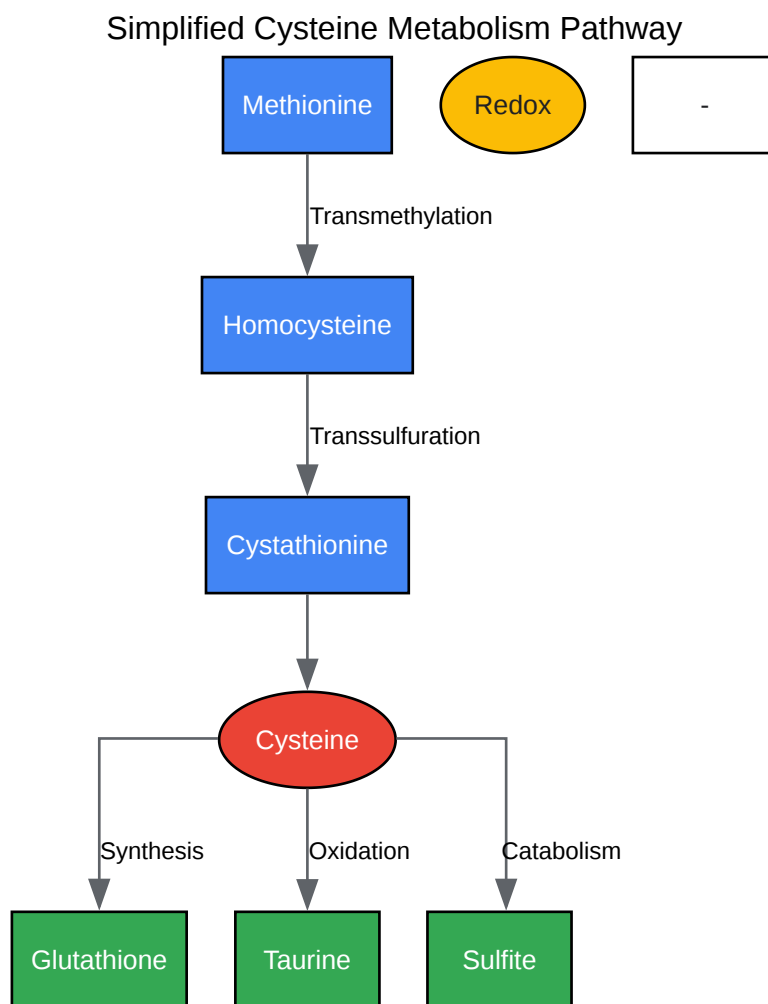 Simplified Cysteine Metabolism Pathway
Methionine
Redox
-
Transmethylation
Homocysteine
Transsulfuration
Cystathionine
Cysteine
Synthesis
Oxidation
Catabolism
Glutathione
Taurine
Sulfite